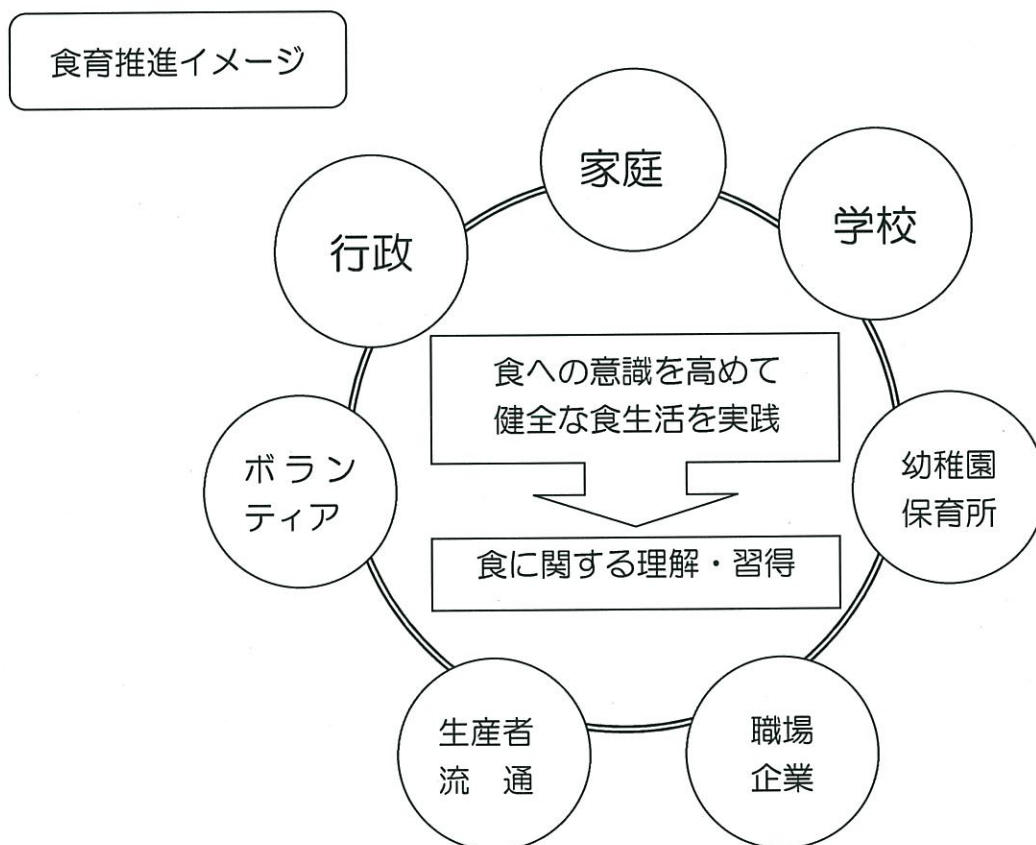 食育推進イメージ
家庭
学校
行政
食への意識を高めて
健全な食生活を実践
ボラン
ティア
幼稚園
保育所
食に関する理解・習得
生産者
流　通
職場
企業